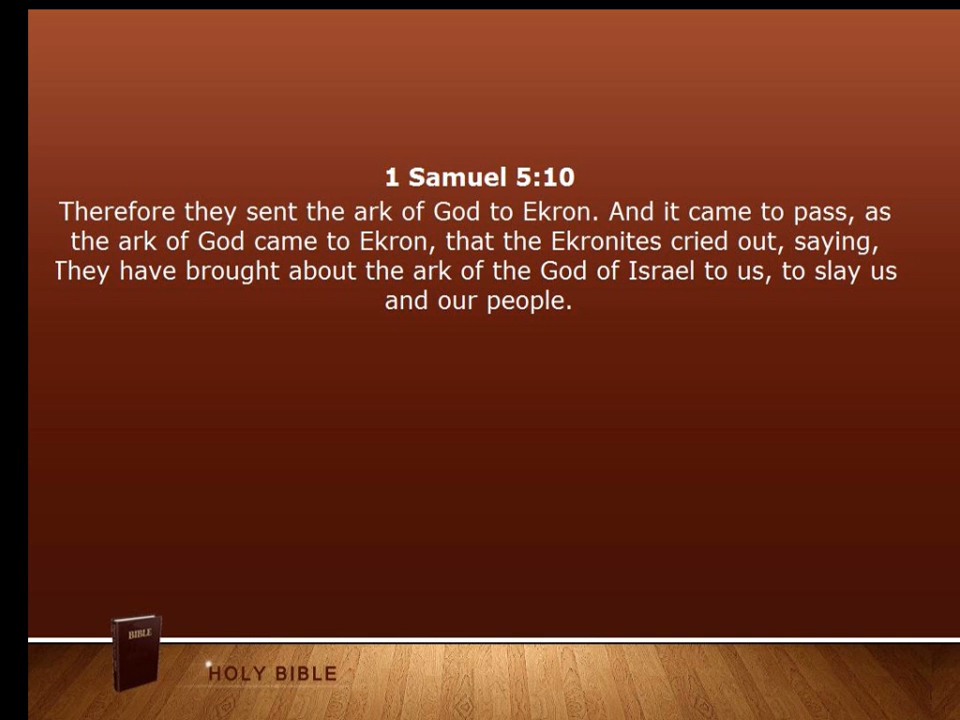 1 Samuel 5:10
Therefore they sent the ark of God to Ekron. And it came to pass, as
the ark of God came to Ekron, that the Ekronites cried out, saying,
They have brought about the ark of the God of Israel to us, to slay us
and our people.
BIBLE
HOLY BIBLE